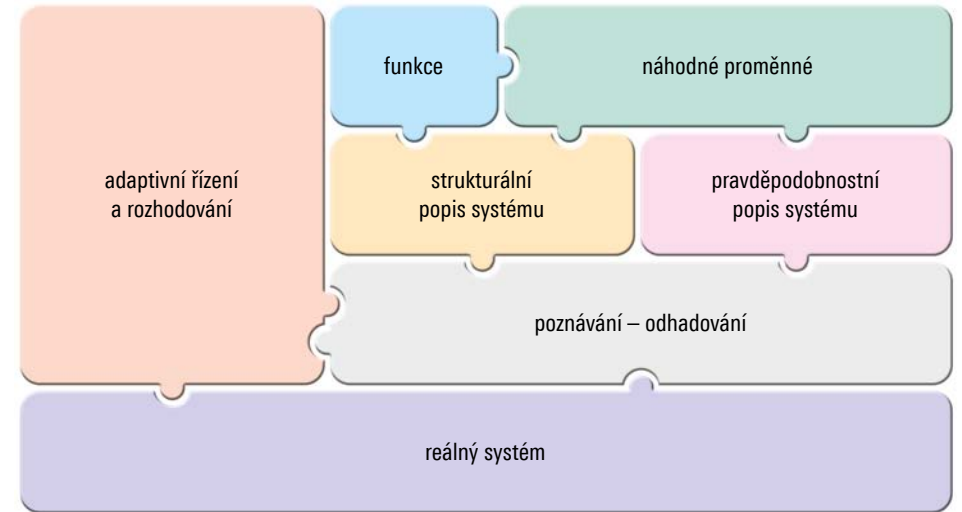 funkce
náhodné proměnné
adaptivní řízení
a rozhodování
strukturální
popis systému
pravděpodobnostní
popis systému
poznávání – odhadování
reálný systém